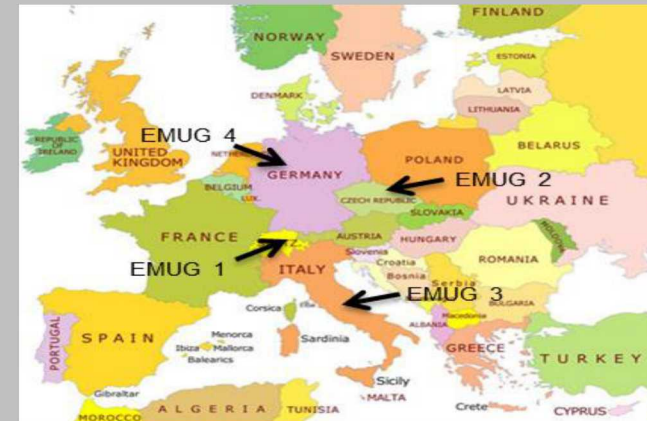 FINLAND
NORWAY
SWEDEN
ESTONIA
LATVIA
DENMARK
LITHUANIA
EMUG 4
REPUBLIC OF
IRELAND
UNITED
KINGDOM
BELARUS
POLAND
GERMANY
EMUG 2
BELGIUM
LUX.
CZECH REPUBLIC
UKRAINE
SLOVAKIA
FRANCE
AUSTRIA
HUNGARY
MOLDOVA
Slovenia
EMUG 1
ITALY
Croatia
ROMANIA
Bosnia
Serbia
EMUG 3
Corsica
Elba
BULGARIA
Macedonia
ALBANIA
PORTUGAL
SPAIN
Menorca
Ibiza
Mallorca
Balearics
Sardinia
GREECE
TURKEY
Sicily
Gibraltar
MALTA
Crete
CYPRUS
MOROCCO
ALGERIA
TUNISIA